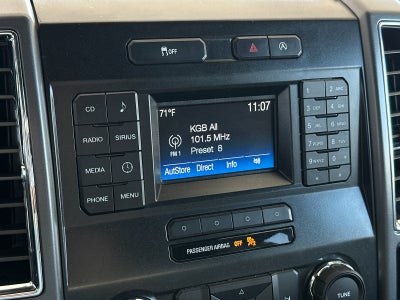 OFF
71°F
11:07
CD
RADIO
SIRIUS
MEDIA
PHONE
MENU
KGB All
101.5 MHz
FM 1
Preset 8
AutoStore Direct Info
1
2 ABC
3 DEF
4 GHI
5 JKL
6 MNO
7 PQRS
8 TUV
9 WXYZ
0
#
PASSENGER AIRBAG OFF
TUNE